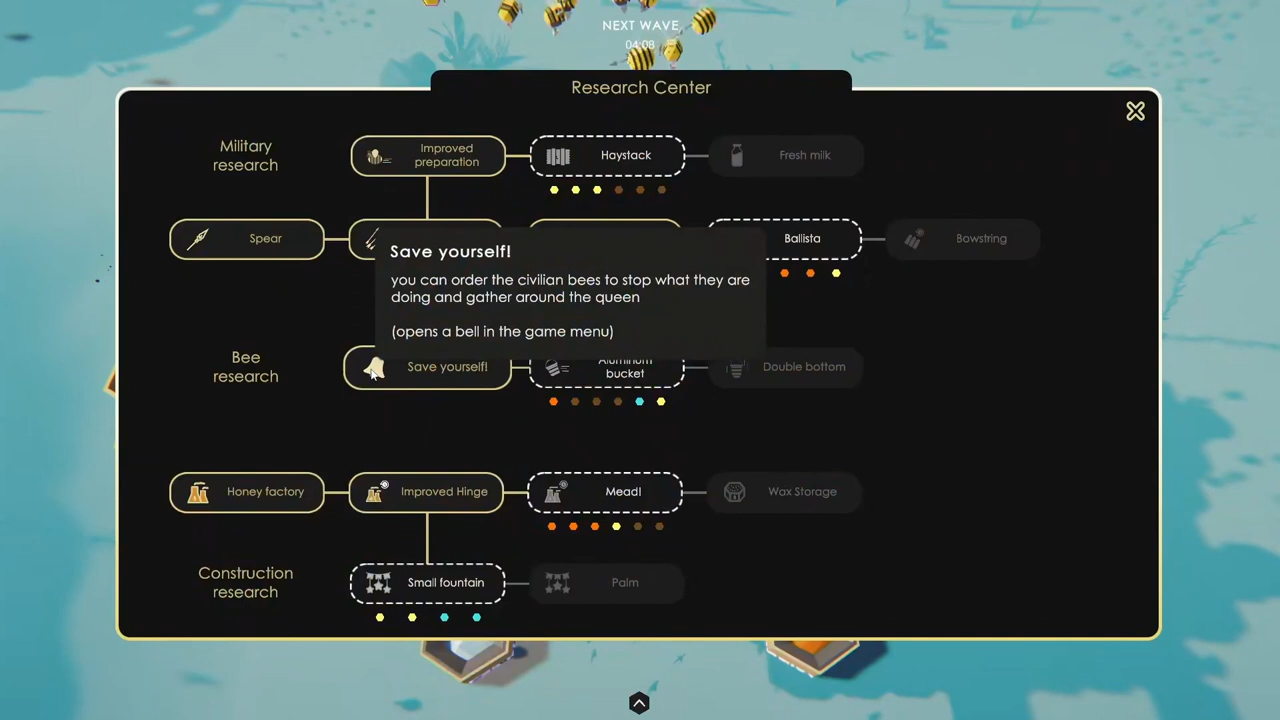 NEXT WAVE
04:08
Research Center
Military
research
Improved
preparation
Haystack
Fresh milk
Spear
Ballista
Bowstring
Save yourself!
you can order the civilian bees to stop what they are
doing and gather around the queen
(opens a bell in the game menu)
Bee
research
Save yourself!
Aluminum
bucket
Double bottom
Honey factory
Improved Hinge
Mead!
Wax Storage
Construction
research
Small fountain
Palm